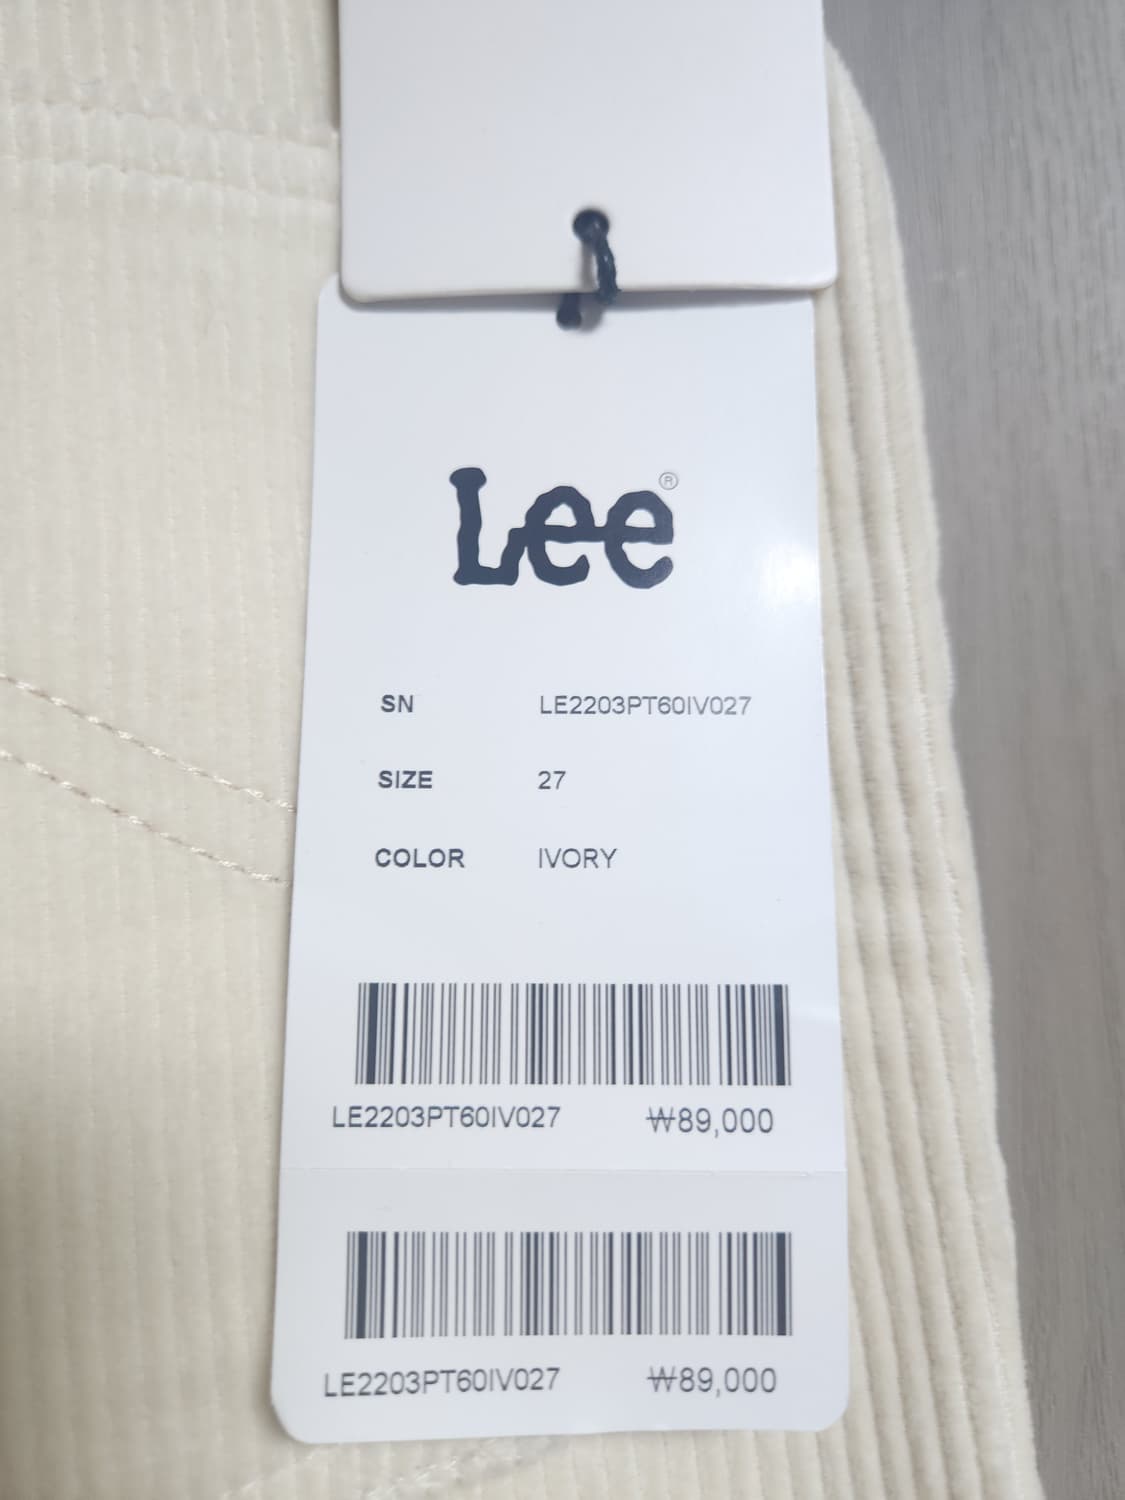 Lee®
SN LE2203PT60IV027
SIZE 27
COLOR IVORY
LE2203PT60IV027 ₩89,000
LE2203PT60IV027 ₩89,000